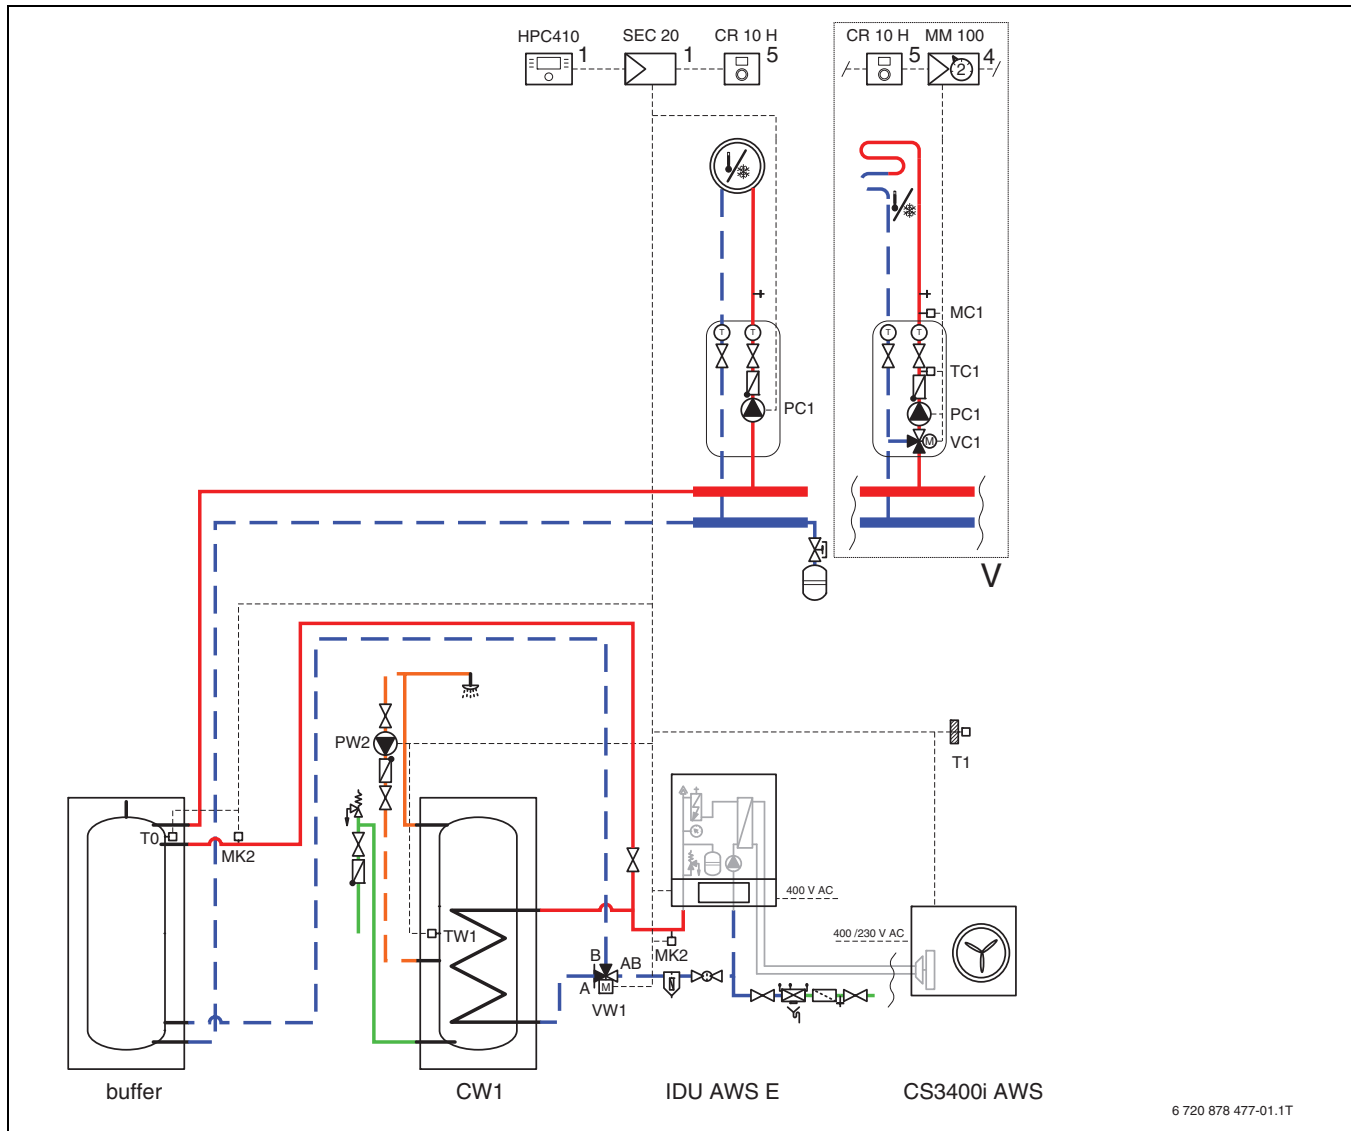 HPC410 SEC 20 CR 10 H CR 10 H MM 100
1 1 5 5 2 4
T T T T
MC1
TC1
PC1 PC1
M VC1
V
PW2
T1
T0
MK2
400 V AC
TW1
400 /230 V AC
B AB MK2
A M
VW1
buffer CW1 IDU AWS E CS3400i AWS
6 720 878 477-01.1T